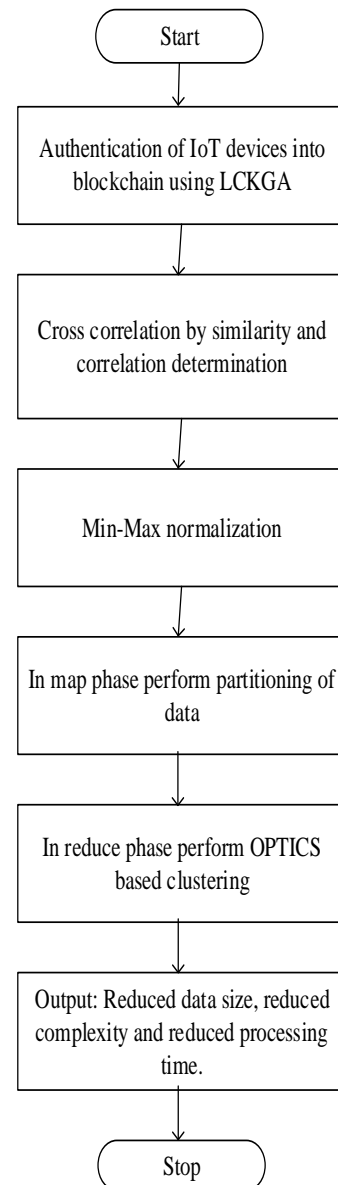 Start
Authentication of IoT devices into
blockchain using LCKGA
Cross correlation by similarity and
correlation determination
Min-Max normalization
In map phase perform partitioning of
data
In reduce phase perform OPTICS
based clustering
Output: Reduced data size, reduced
complexity and reduced processing
time.
Stop